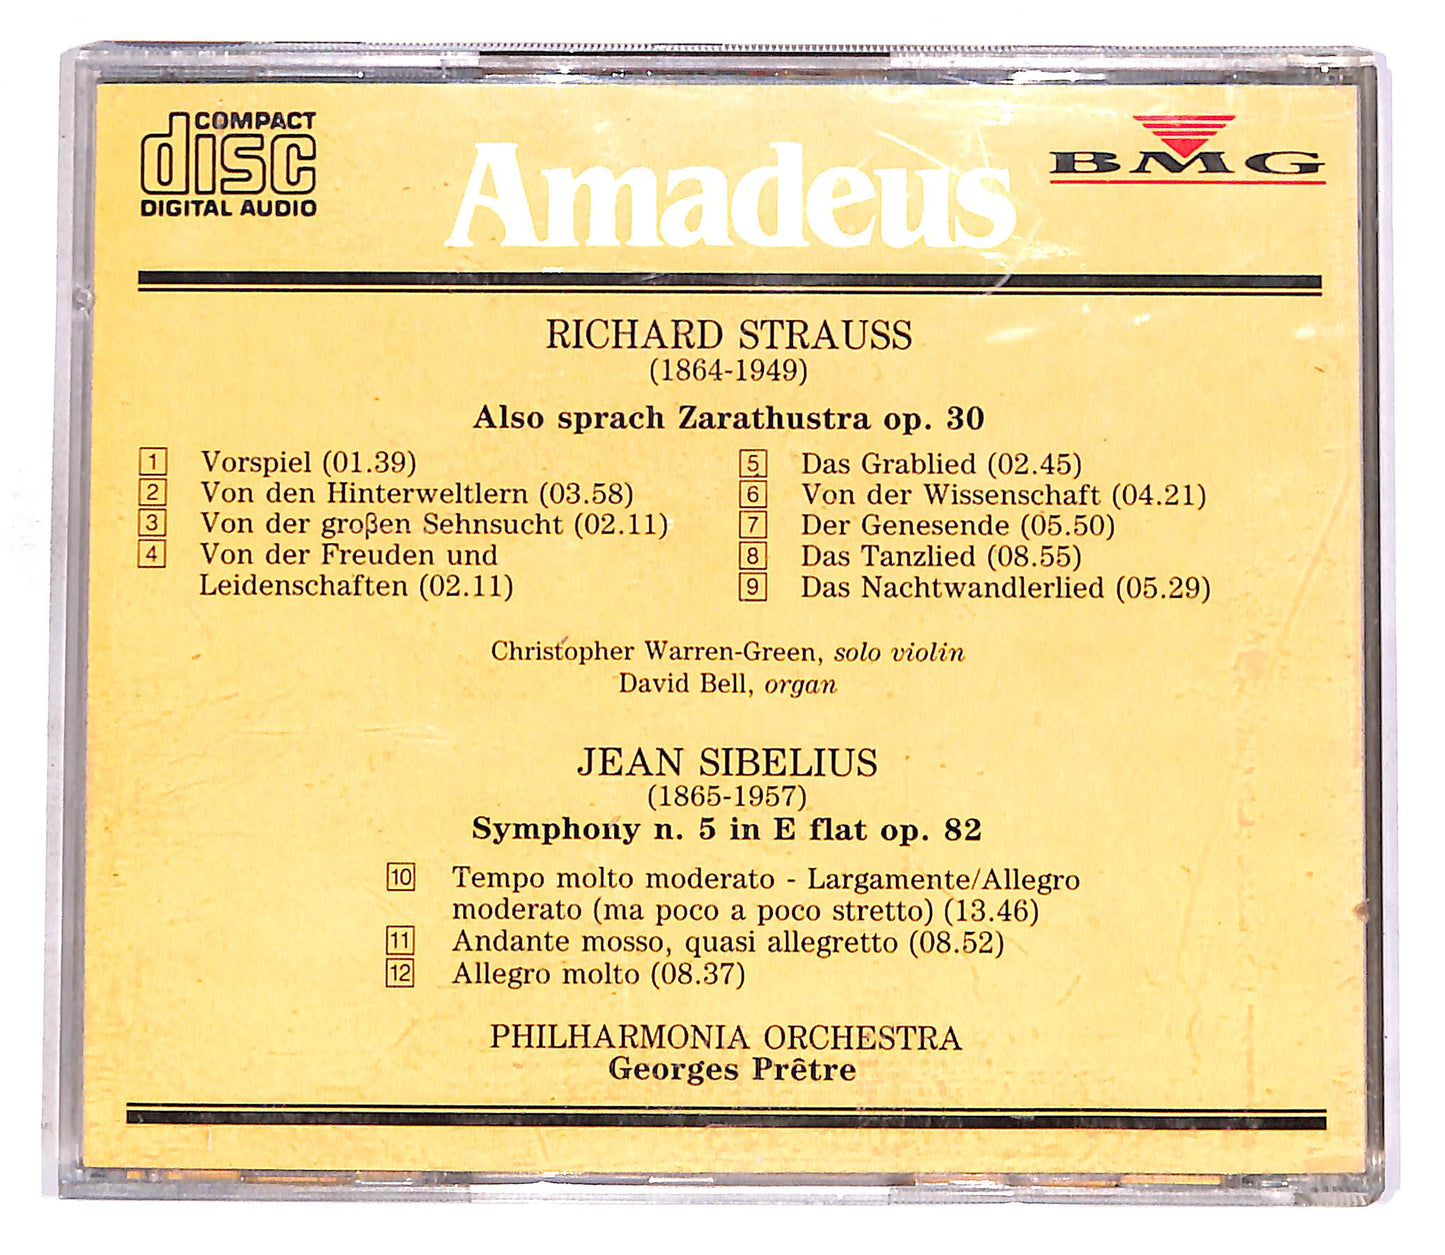 COMPACT
disc
DIGITAL AUDIO
Amadeus
BMG
RICHARD STRAUSS
(1864-1949)
Also sprach Zarathustra op. 30
1 Vorspiel (01.39)
2 Von den Hinterweltlern (03.58)
3 Von der groβen Sehnsucht (02.11)
4 Von der Freuden und
Leidenschaften (02.11)
5 Das Grablied (02.45)
6 Von der Wissenschaft (04.21)
7 Der Genesende (05.50)
8 Das Tanzlied (08.55)
9 Das Nachtwandlerlied (05.29)
Christopher Warren-Green, solo violin
David Bell, organ
JEAN SIBELIUS
(1865-1957)
Symphony n. 5 in E flat op. 82
10 Tempo molto moderato - Largamente/Allegro
moderato (ma poco a poco stretto) (13.46)
11 Andante mosso, quasi allegretto (08.52)
12 Allegro molto (08.37)
PHILHARMONIA ORCHESTRA
Georges Prêtre